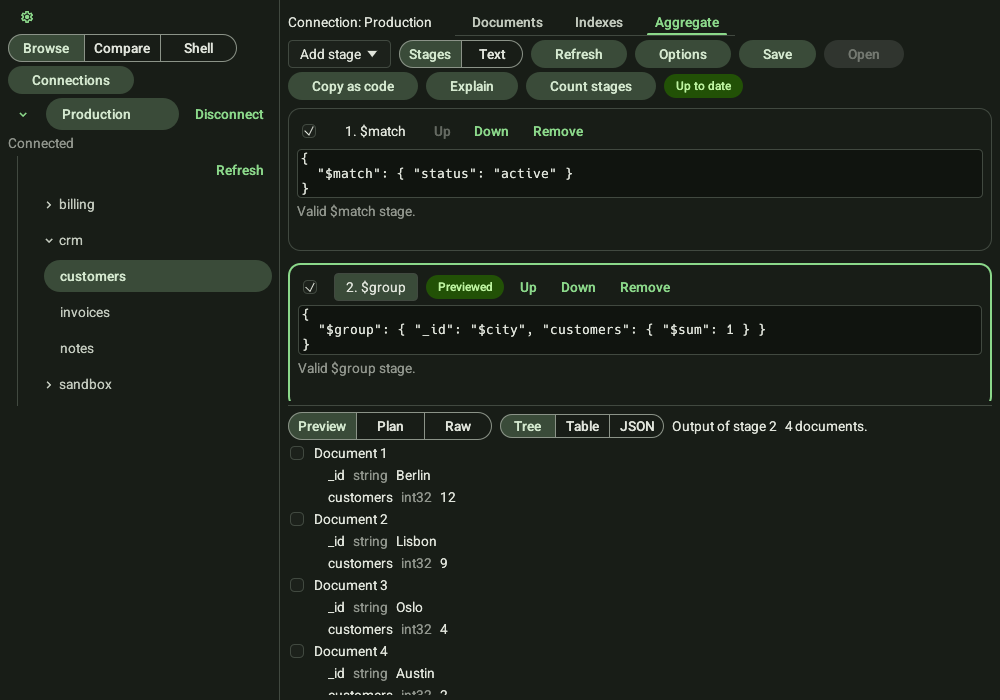 Browse Compare Shell
Connections
Production Disconnect
Connected
Refresh
billing
crm
customers
invoices
notes
sandbox
Connection: Production Documents Indexes Aggregate
Add stage Stages Text Refresh Options Save Open
Copy as code Explain Count stages Up to date
1. $match Up Down Remove
{
"$match": { "status": "active" }
}
Valid $match stage.
2. $group Previewed Up Down Remove
{
"$group": { "_id": "$city", "customers": { "$sum": 1 } }
}
Valid $group stage.
Preview Plan Raw Tree Table JSON Output of stage 2 4 documents.
Document 1
_id string Berlin
customers int32 12
Document 2
_id string Lisbon
customers int32 9
Document 3
_id string Oslo
customers int32 4
Document 4
_id string Austin
customers int32